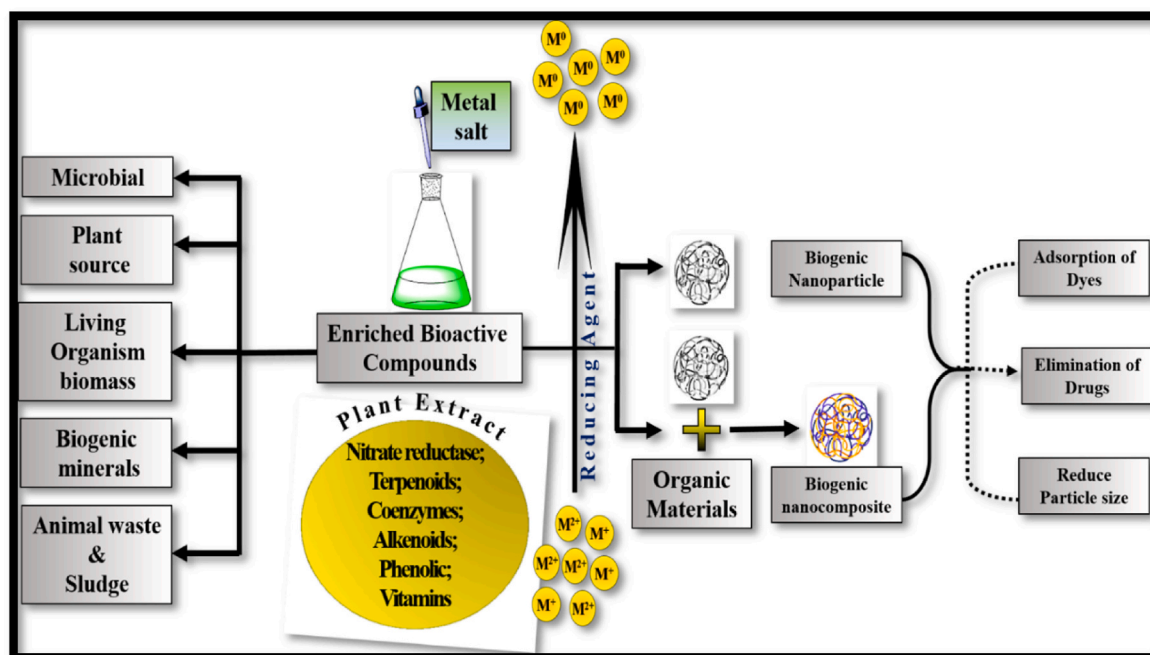 Metal
salt
Microbial
Plant
source
Living
Organism
biomass
Biogenic
minerals
Animal waste
&
Sludge
Enriched Bioactive
Compounds
Plant Extract
Nitrate reductase;
Terpenoids;
Coenzymes;
Alkenoids;
Phenolic;
Vitamins
M⁰
M⁰
M⁰
M⁰
M⁰
M⁰
M⁰
Reducing Agent
M²⁺
M⁺
M²⁺
M²⁺
M⁺
M⁺
M²⁺
Organic
Materials
Biogenic
Nanoparticle
Biogenic
nanocomposite
Adsorption of
Dyes
Elimination of
Drugs
Reduce
Particle size